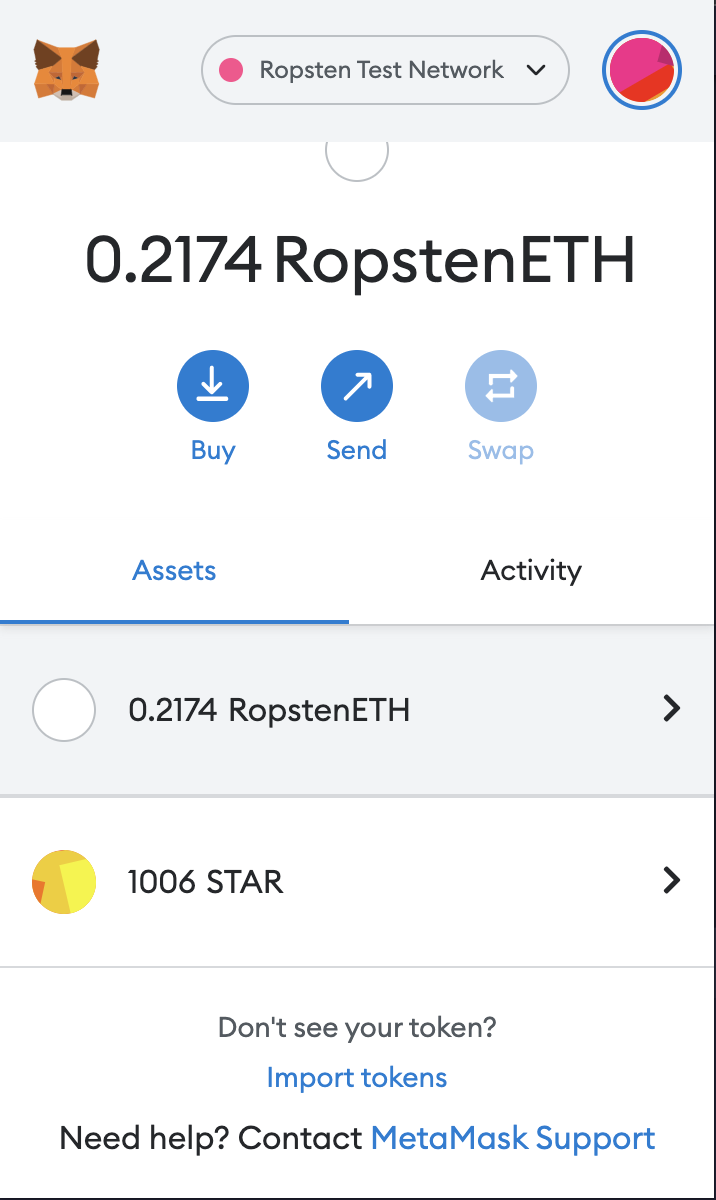 Ropsten Test Network
0.2174 RopstenETH
Buy Send Swap
Assets Activity
0.2174 RopstenETH
1006 STAR
Don't see your token?
Import tokens
Need help? Contact MetaMask Support